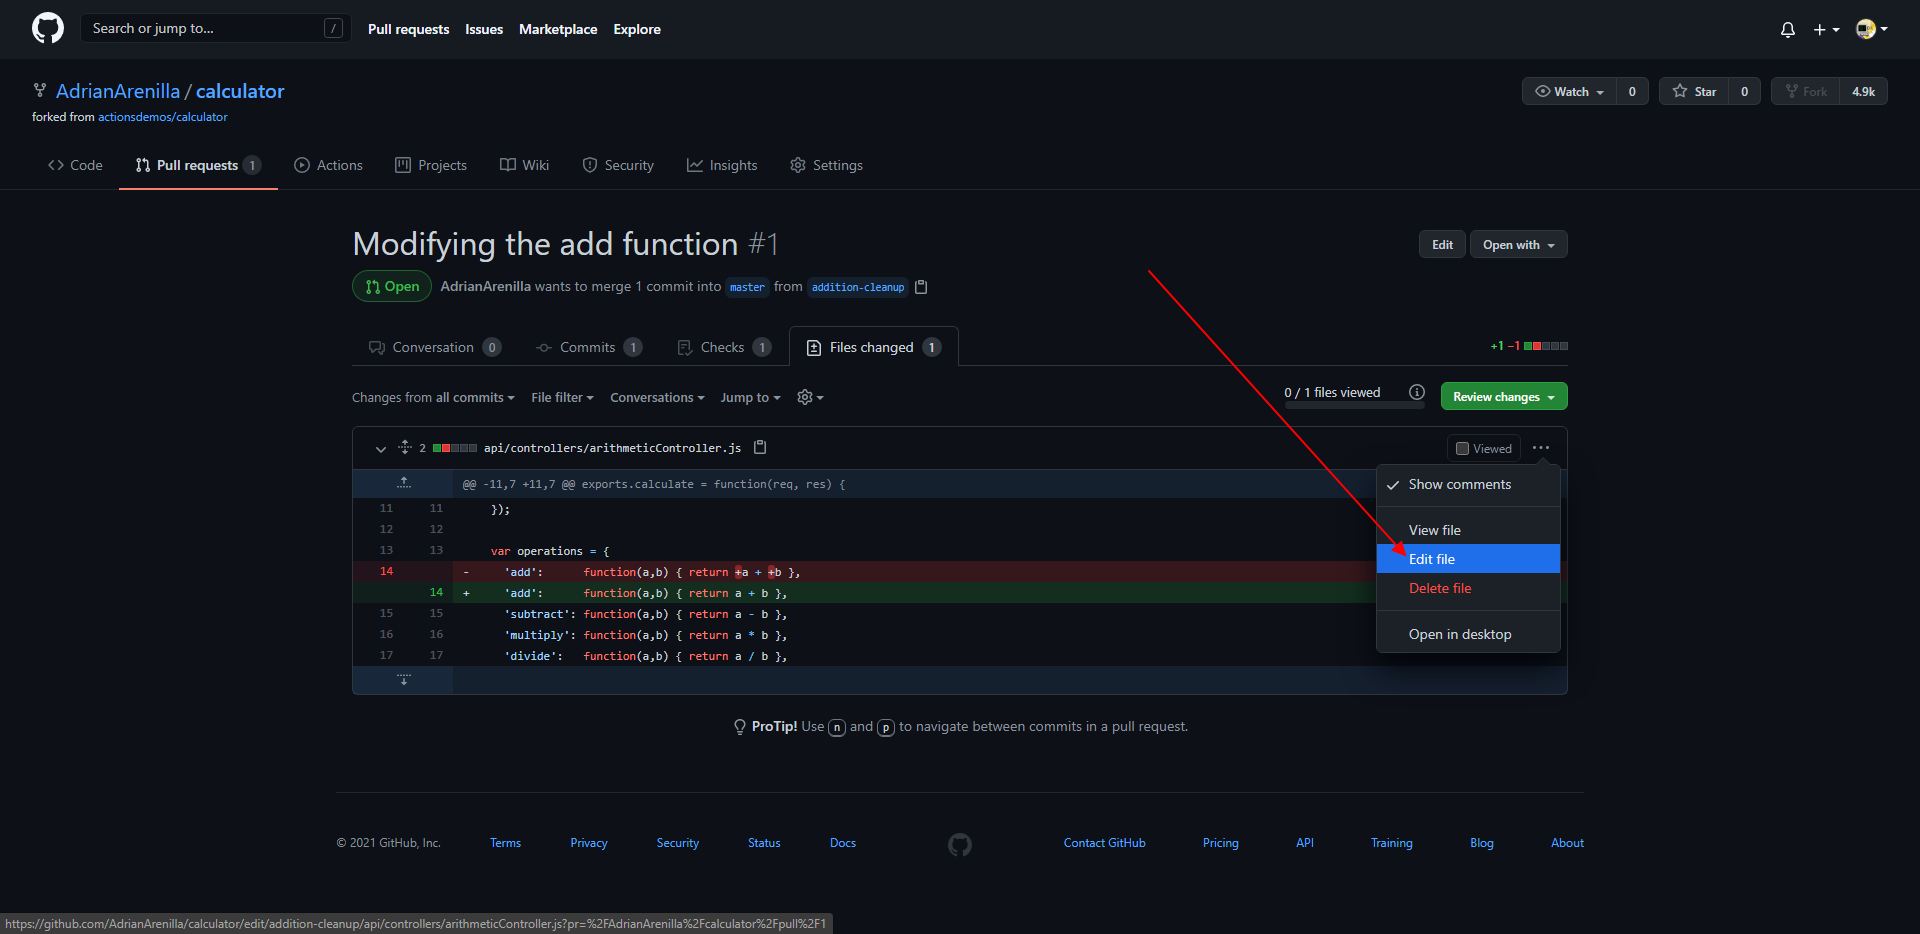 Search or jump to... /
Pull requests Issues Marketplace Explore
AdrianArenilla / calculator
forked from actionsdemos/calculator
Watch 0 Star 0 Fork 4.9k
Code Pull requests 1 Actions Projects Wiki Security Insights Settings
Modifying the add function #1
Edit Open with
Open AdrianArenilla wants to merge 1 commit into master from addition-cleanup
Conversation 0 Commits 1 Checks 1 Files changed 1
+1 −1
Changes from all commits File filter Conversations Jump to
0 / 1 files viewed Review changes
2 api/controllers/arithmeticController.js
Viewed ...
@@ -11,7 +11,7 @@ exports.calculate = function(req, res) {
11 11 });
12 12
13 13 var operations = {
14 - 'add': function(a,b) { return +a + +b },
14 + 'add': function(a,b) { return a + b },
15 15 'subtract': function(a,b) { return a - b },
16 16 'multiply': function(a,b) { return a * b },
17 17 'divide': function(a,b) { return a / b },
Show comments
View file
Edit file
Delete file
Open in desktop
ProTip! Use n and p to navigate between commits in a pull request.
© 2021 GitHub, Inc. Terms Privacy Security Status Docs Contact GitHub Pricing API Training Blog About
https://github.com/AdrianArenilla/calculator/edit/addition-cleanup/api/controllers/arithmeticController.js?pr=%2FAdrianArenilla%2Fcalculator%2Fpull%2F1